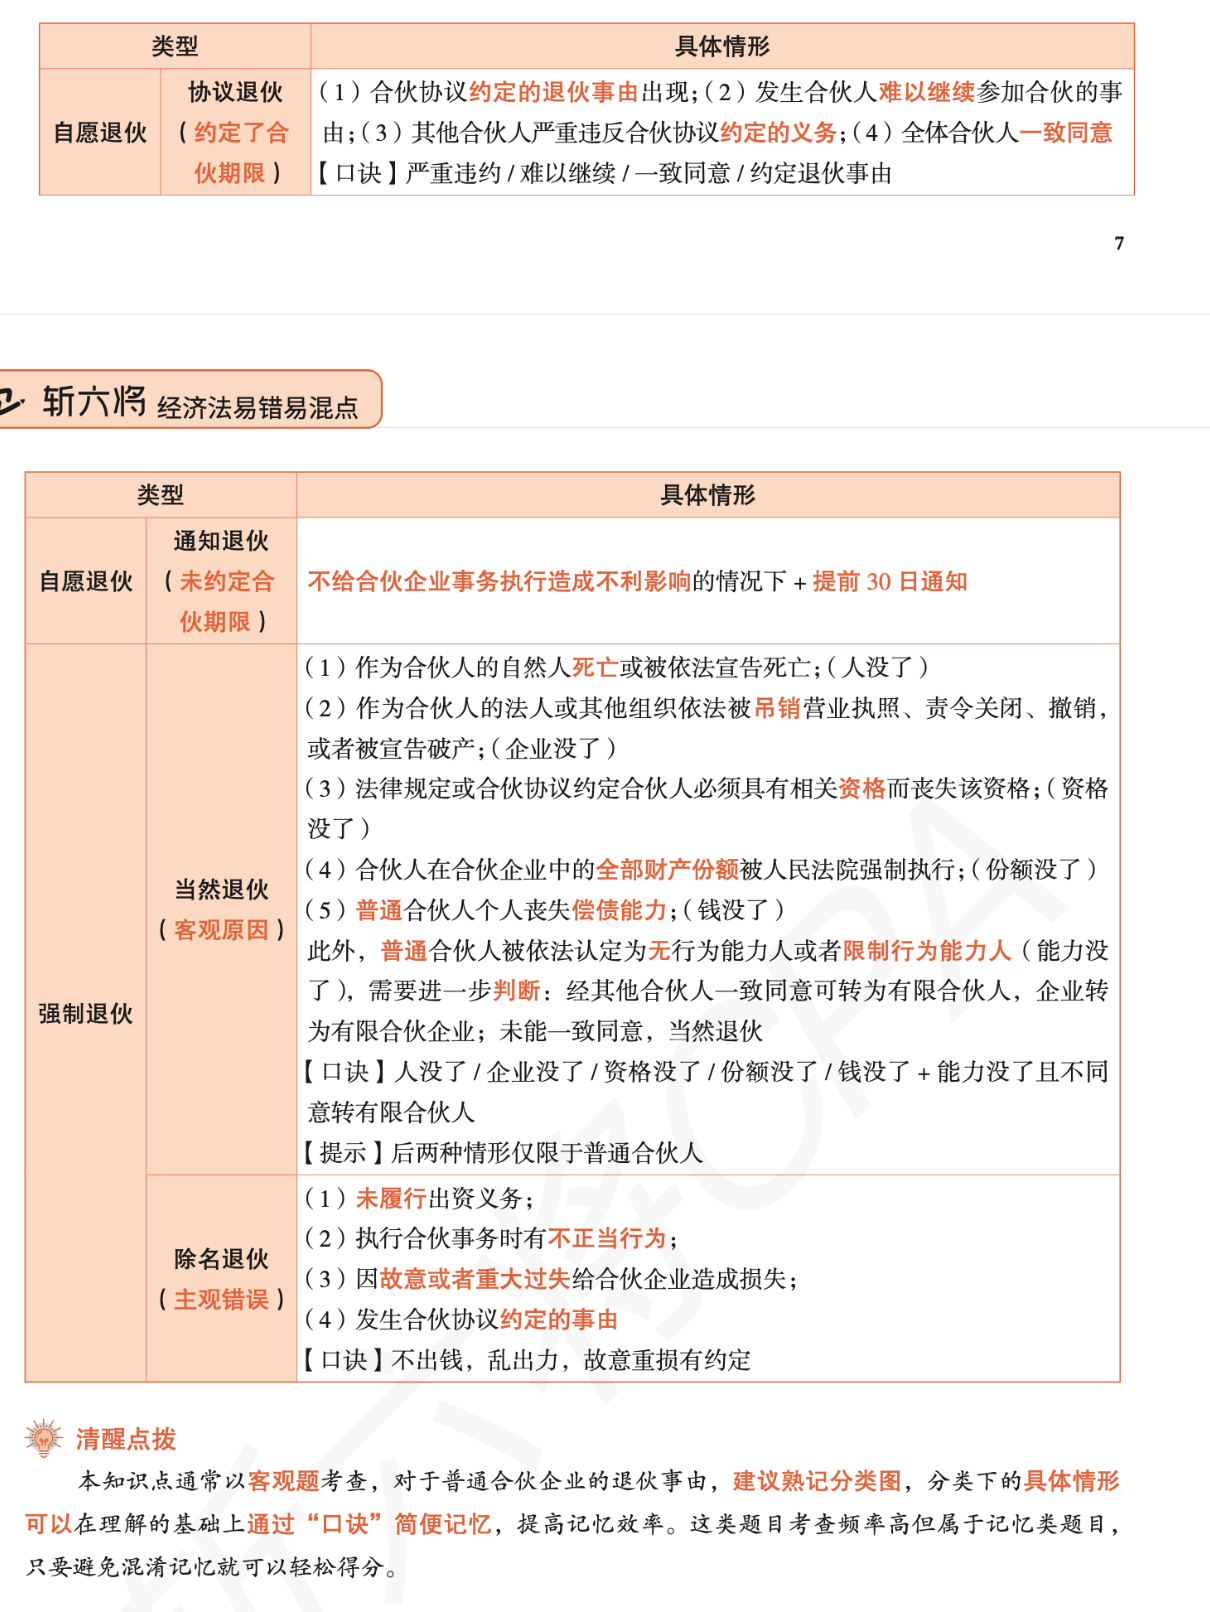 类型 具体情形
自愿退伙
协议退伙
（约定了合
伙期限）
（1）合伙协议约定的退伙事由出现；（2）发生合伙人难以继续参加合伙的事
由；（3）其他合伙人严重违反合伙协议约定的义务；（4）全体合伙人一致同意
【口诀】严重违约 / 难以继续 / 一致同意 / 约定退伙事由
7
斩六将 经济法易错易混点
类型 具体情形
自愿退伙
通知退伙
（未约定合
伙期限）
不给合伙企业事务执行造成不利影响的情况下 + 提前 30 日通知
强制退伙
当然退伙
（客观原因）
（1）作为合伙人的自然人死亡或被依法宣告死亡；（人没了）
（2）作为合伙人的法人或其他组织依法被吊销营业执照、责令关闭、撤销，
或者被宣告破产；（企业没了）
（3）法律规定或合伙协议约定合伙人必须具有相关资格而丧失该资格；（资格
没了）
（4）合伙人在合伙企业中的全部财产份额被人民法院强制执行；（份额没了）
（5）普通合伙人个人丧失偿债能力；（钱没了）
此外，普通合伙人被依法认定为无行为能力人或者限制行为能力人（能力没
了），需要进一步判断：经其他合伙人一致同意可转为有限合伙人，企业转
为有限合伙企业；未能一致同意，当然退伙
【口诀】人没了 / 企业没了 / 资格没了 / 份额没了 / 钱没了 + 能力没了且不同
意转有限合伙人
【提示】后两种情形仅限于普通合伙人
除名退伙
（主观错误）
（1）未履行出资义务；
（2）执行合伙事务时有不正当行为；
（3）因故意或者重大过失给合伙企业造成损失；
（4）发生合伙协议约定的事由
【口诀】不出钱，乱出力，故意重损有约定
清醒点拨
本知识点通常以客观题考查，对于普通合伙企业的退伙事由，建议熟记分类图，分类下的具体情形
可以在理解的基础上通过“口诀”简便记忆，提高记忆效率。这类题目考查频率高但属于记忆类题目，
只要避免混淆记忆就可以轻松得分。
斩六将CPA